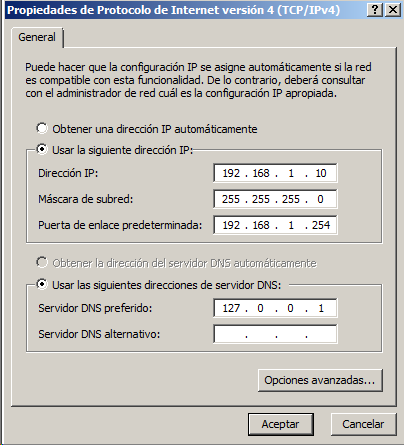 Propiedades de Protocolo de Internet versión 4 (TCP/IPv4)
General
Puede hacer que la configuración IP se asigne automáticamente si la red
es compatible con esta funcionalidad. De lo contrario, deberá consultar
con el administrador de red cuál es la configuración IP apropiada.
Obtener una dirección IP automáticamente
Usar la siguiente dirección IP:
Dirección IP: 192 . 168 . 1 . 10
Máscara de subred: 255 . 255 . 255 . 0
Puerta de enlace predeterminada: 192 . 168 . 1 . 254
Obtener la dirección del servidor DNS automáticamente
Usar las siguientes direcciones de servidor DNS:
Servidor DNS preferido: 127 . 0 . 0 . 1
Servidor DNS alternativo: . . .
Opciones avanzadas...
Aceptar Cancelar